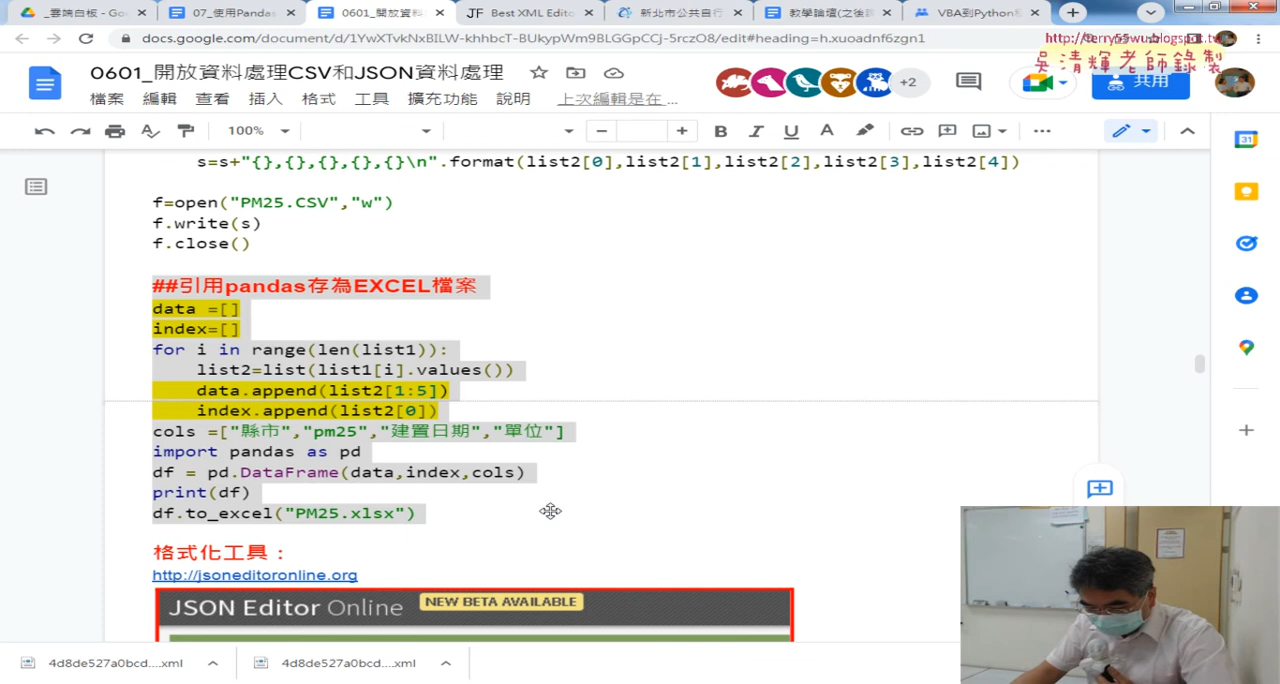 _雲端白板 - Go
07_使用Panda
0601_開放資料
Best XML Edito
新北市公共自行
教學論壇(之後課
VBA到Python
docs.google.com/document/d/1YwXTvkNxBILW-khhbcT-BUkypWm9BLGGpCCj-5rczO8/edit#heading=h.xuoadnf6zgn1
http://terry55wu.blogspot.tw
吳清輝老師錄製
0601_開放資料處理CSV和JSON資料處理
+2
共用
檔案 編輯 查看 插入 格式 工具 擴充功能 說明 上次編輯是在 ...
100%
B I U A
s=s+"{},{},{},{},{}\n".format(list2[0],list2[1],list2[2],list2[3],list2[4])
f=open("PM25.CSV","w")
f.write(s)
f.close()
##引用pandas存為EXCEL檔案
data =[]
index=[]
for i in range(len(list1)):
list2=list(list1[i].values())
data.append(list2[1:5])
index.append(list2[0])
cols =["縣市","pm25","建置日期","單位"]
import pandas as pd
df = pd.DataFrame(data,index,cols)
print(df)
df.to_excel("PM25.xlsx")
格式化工具：
http://jsoneditoronline.org
JSON Editor Online NEW BETA AVAILABLE
4d8de527a0bcd....xml
4d8de527a0bcd....xml
31